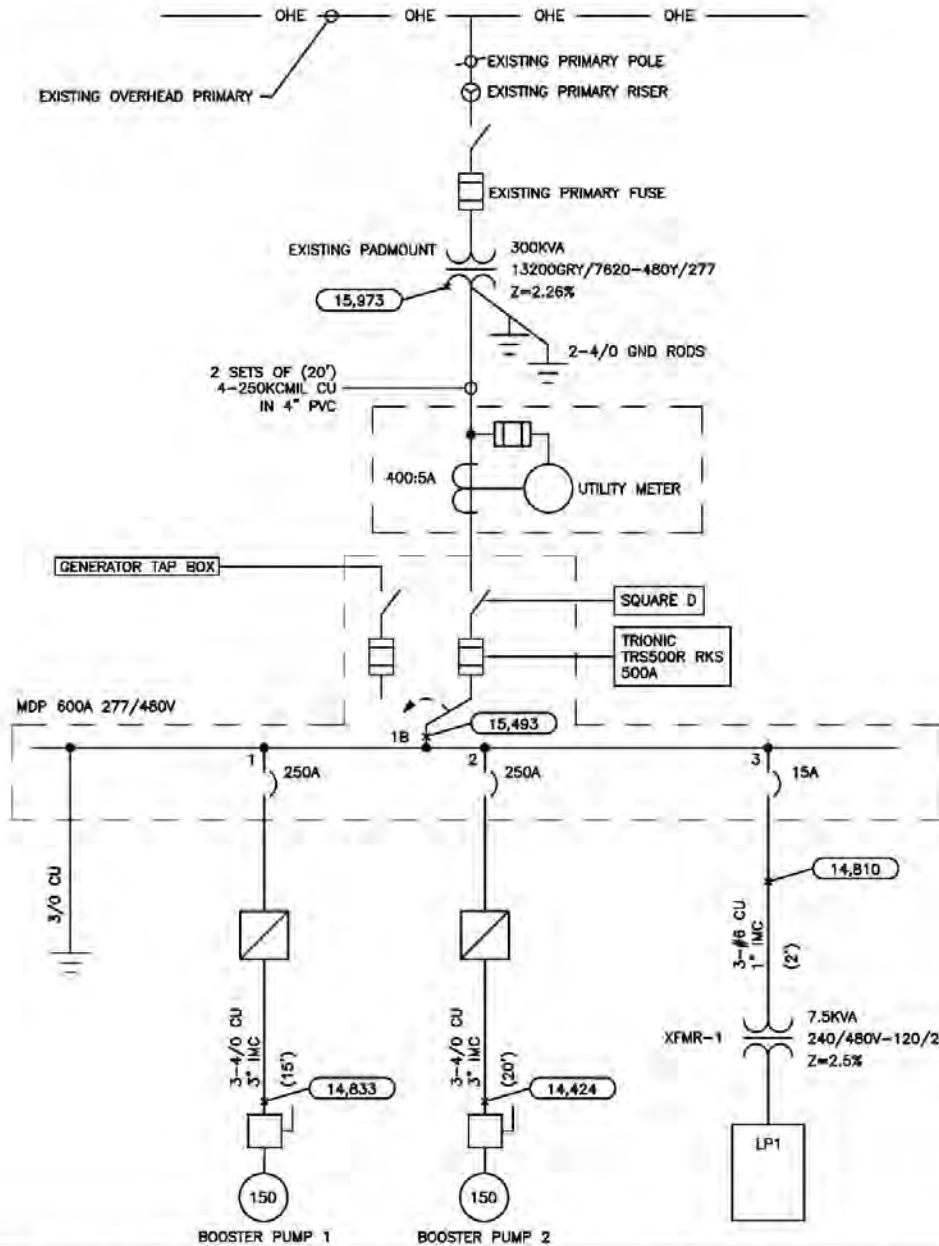 OHE OHE OHE OHE
EXISTING PRIMARY POLE
EXISTING OVERHEAD PRIMARY
EXISTING PRIMARY RISER
EXISTING PRIMARY FUSE
EXISTING PADMOUNT
300KVA
13200GRY/7620-480Y/277
Z=2.26%
15,973
2-4/0 GND RODS
2 SETS OF (20')
4-250KCMIL CU
IN 4" PVC
400:5A
UTILITY METER
GENERATOR TAP BOX
SQUARE D
TRIONIC
TRS500R RK5
500A
MDP 600A 277/480V
1B
15,493
1
250A
2
250A
3
15A
3/0 CU
14,810
3-#6 CU
1" IMC
(2')
XFMR-1
7.5KVA
240/480V-120/2
Z=2.5%
3-4/0 CU
3" IMC
(15')
14,833
3-4/0 CU
3" IMC
(20')
14,424
LP1
150
150
BOOSTER PUMP 1
BOOSTER PUMP 2